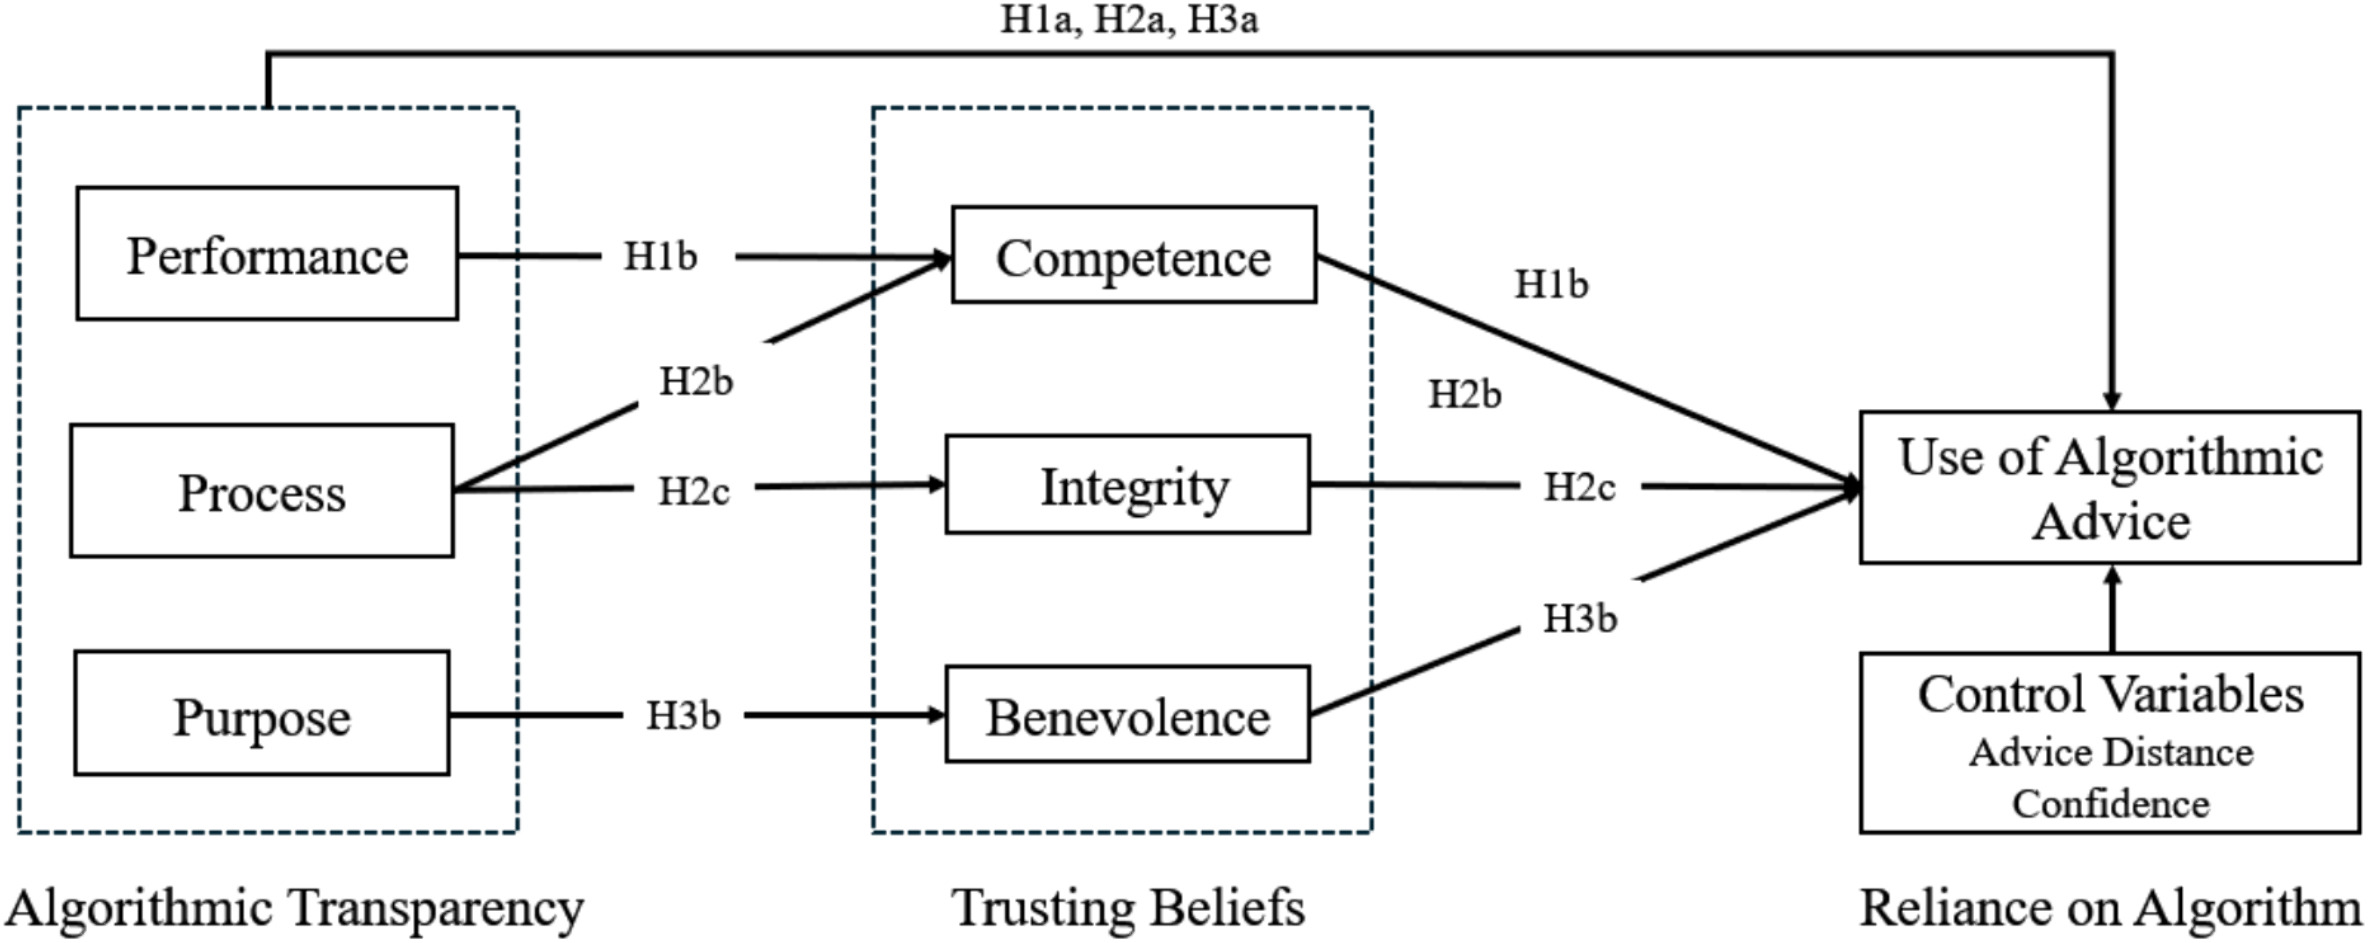 H1a, H2a, H3a
Performance
H1b
Competence
H1b
H2b
H2b
Process
H2c
Integrity
H2c
Use of Algorithmic
Advice
Purpose
H3b
Benevolence
H3b
Control Variables
Advice Distance
Confidence
Algorithmic Transparency
Trusting Beliefs
Reliance on Algorithm